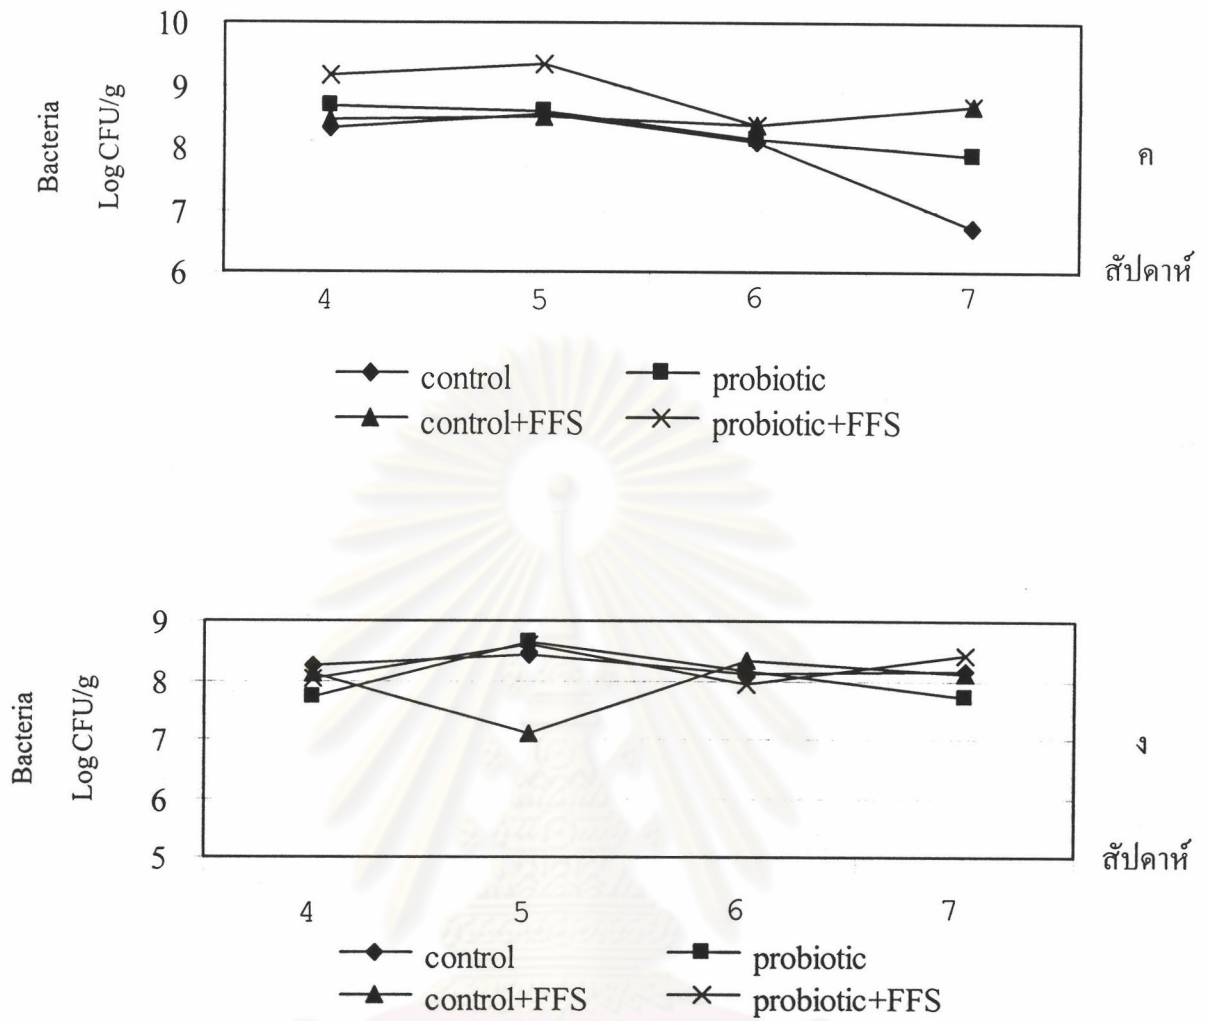 10
9
8
7
6
Bacteria
Log CFU/g
ค
สัปดาห์
4 5 6 7
control probiotic
control+FFS probiotic+FFS
9
8
7
6
5
Bacteria
Log CFU/g
ง
สัปดาห์
4 5 6 7
control probiotic
control+FFS probiotic+FFS